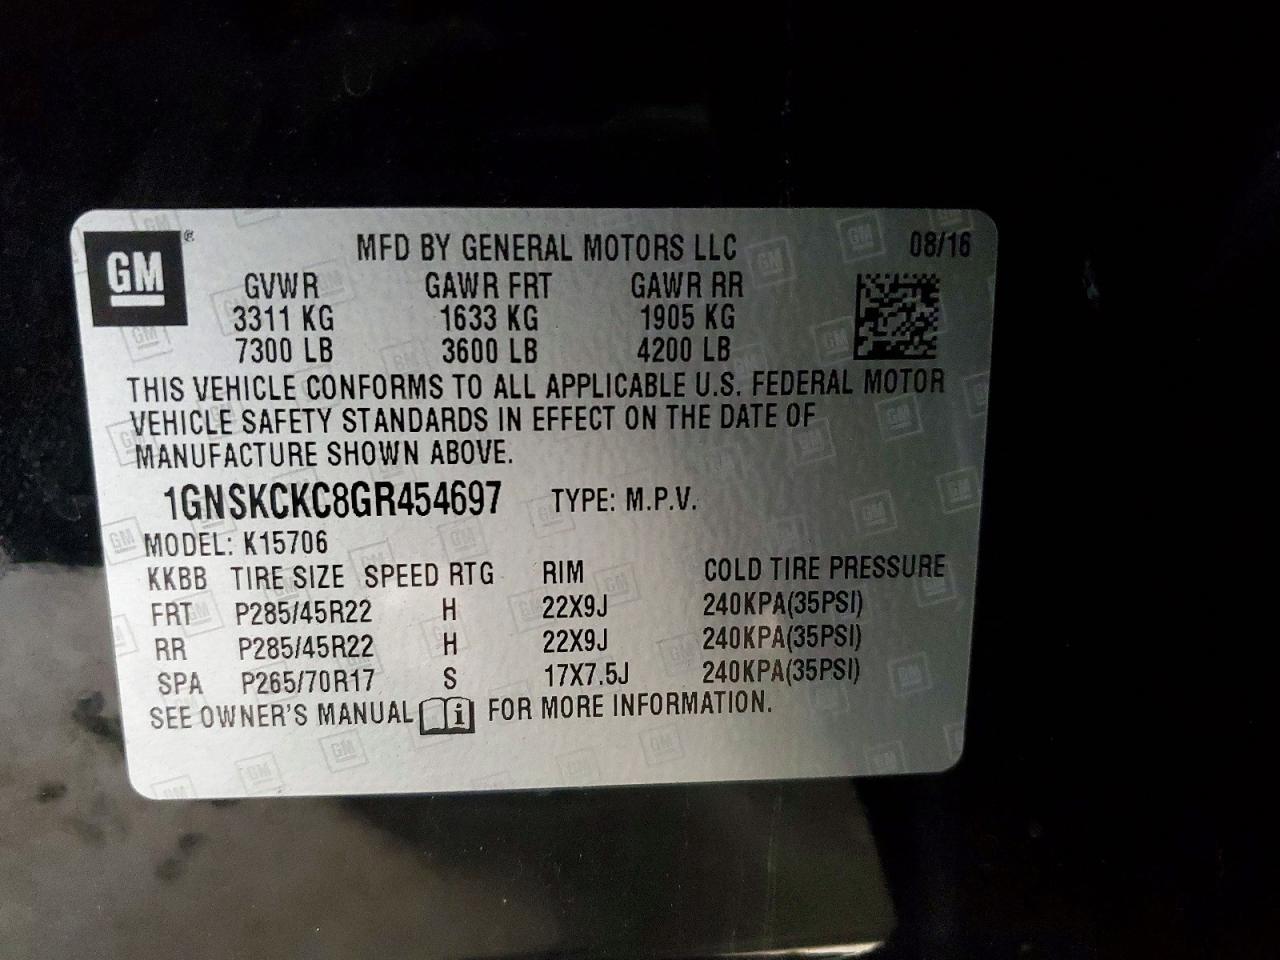 GM®
MFD BY GENERAL MOTORS LLC 08/16
GVWR GAWR FRT GAWR RR
3311 KG 1633 KG 1905 KG
7300 LB 3600 LB 4200 LB
THIS VEHICLE CONFORMS TO ALL APPLICABLE U.S. FEDERAL MOTOR
VEHICLE SAFETY STANDARDS IN EFFECT ON THE DATE OF
MANUFACTURE SHOWN ABOVE.
1GNSKCKC8GR454697 TYPE: M.P.V.
MODEL: K15706
KKBB TIRE SIZE SPEED RTG RIM COLD TIRE PRESSURE
FRT P285/45R22 H 22X9J 240KPA(35PSI)
RR P285/45R22 H 22X9J 240KPA(35PSI)
SPA P265/70R17 S 17X7.5J 240KPA(35PSI)
SEE OWNER'S MANUAL i FOR MORE INFORMATION.